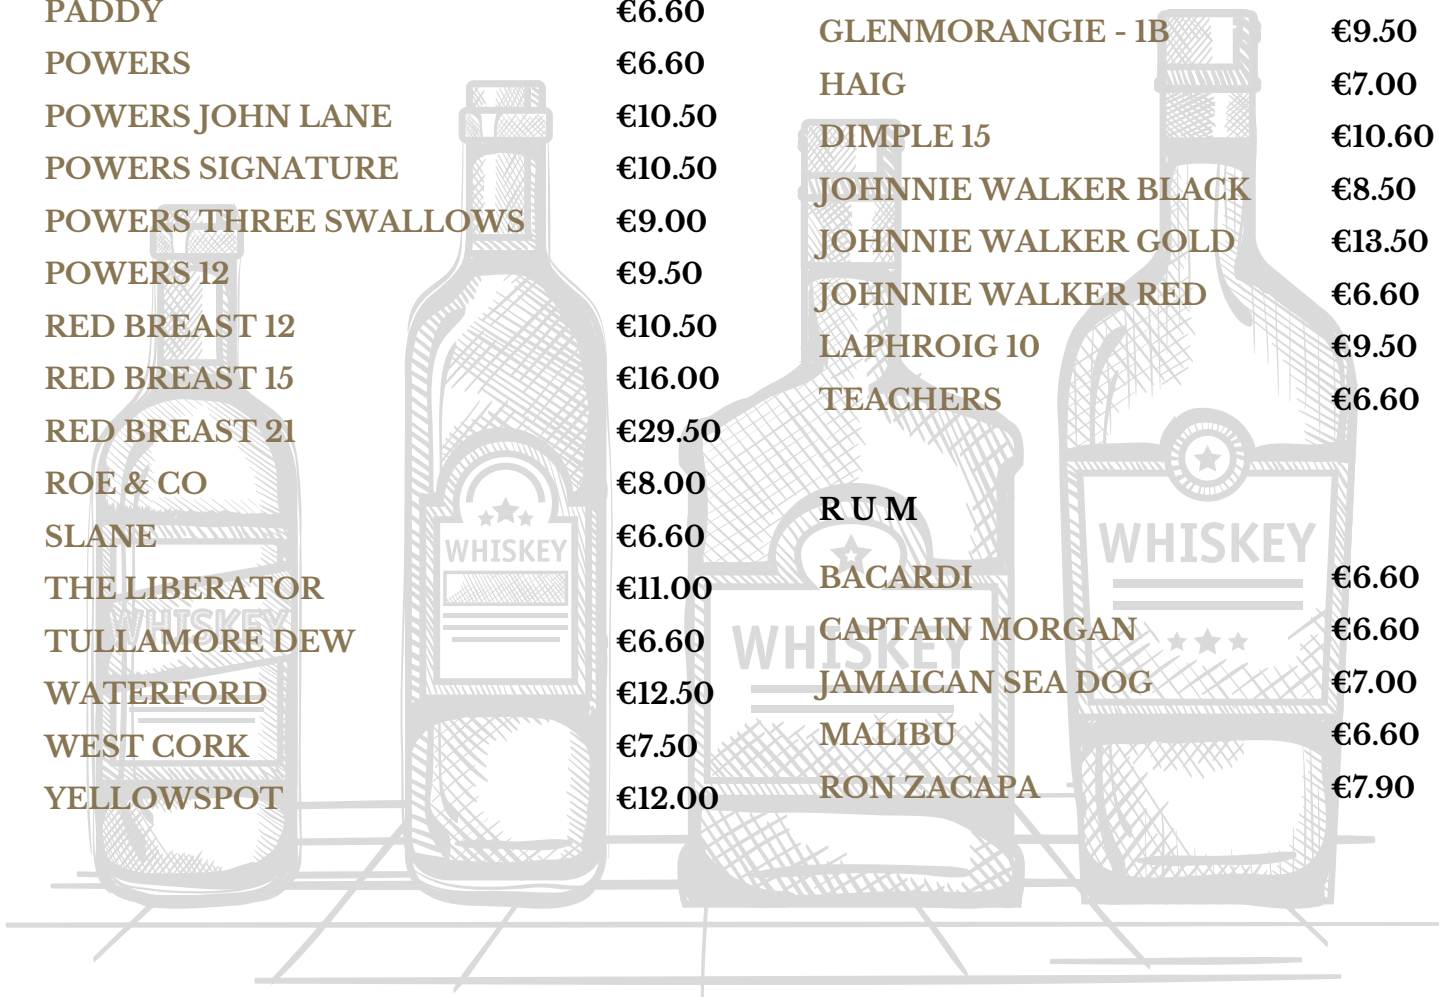 PADDY €6.60
POWERS €6.60
POWERS JOHN LANE €10.50
POWERS SIGNATURE €10.50
POWERS THREE SWALLOWS €9.00
POWERS 12 €9.50
RED BREAST 12 €10.50
RED BREAST 15 €16.00
RED BREAST 21 €29.50
ROE & CO €8.00
SLANE €6.60
THE LIBERATOR €11.00
TULLAMORE DEW €6.60
WATERFORD €12.50
WEST CORK €7.50
YELLOWSPOT €12.00
GLENMORANGIE - 1B €9.50
HAIG €7.00
DIMPLE 15 €10.60
JOHNNIE WALKER BLACK €8.50
JOHNNIE WALKER GOLD €13.50
JOHNNIE WALKER RED €6.60
LAPHROIG 10 €9.50
TEACHERS €6.60
RUM
BACARDI €6.60
CAPTAIN MORGAN €6.60
JAMAICAN SEA DOG €7.00
MALIBU €6.60
RON ZACAPA €7.90
WHISKEY
WHISKEY
WHISKEY
WHISKEY